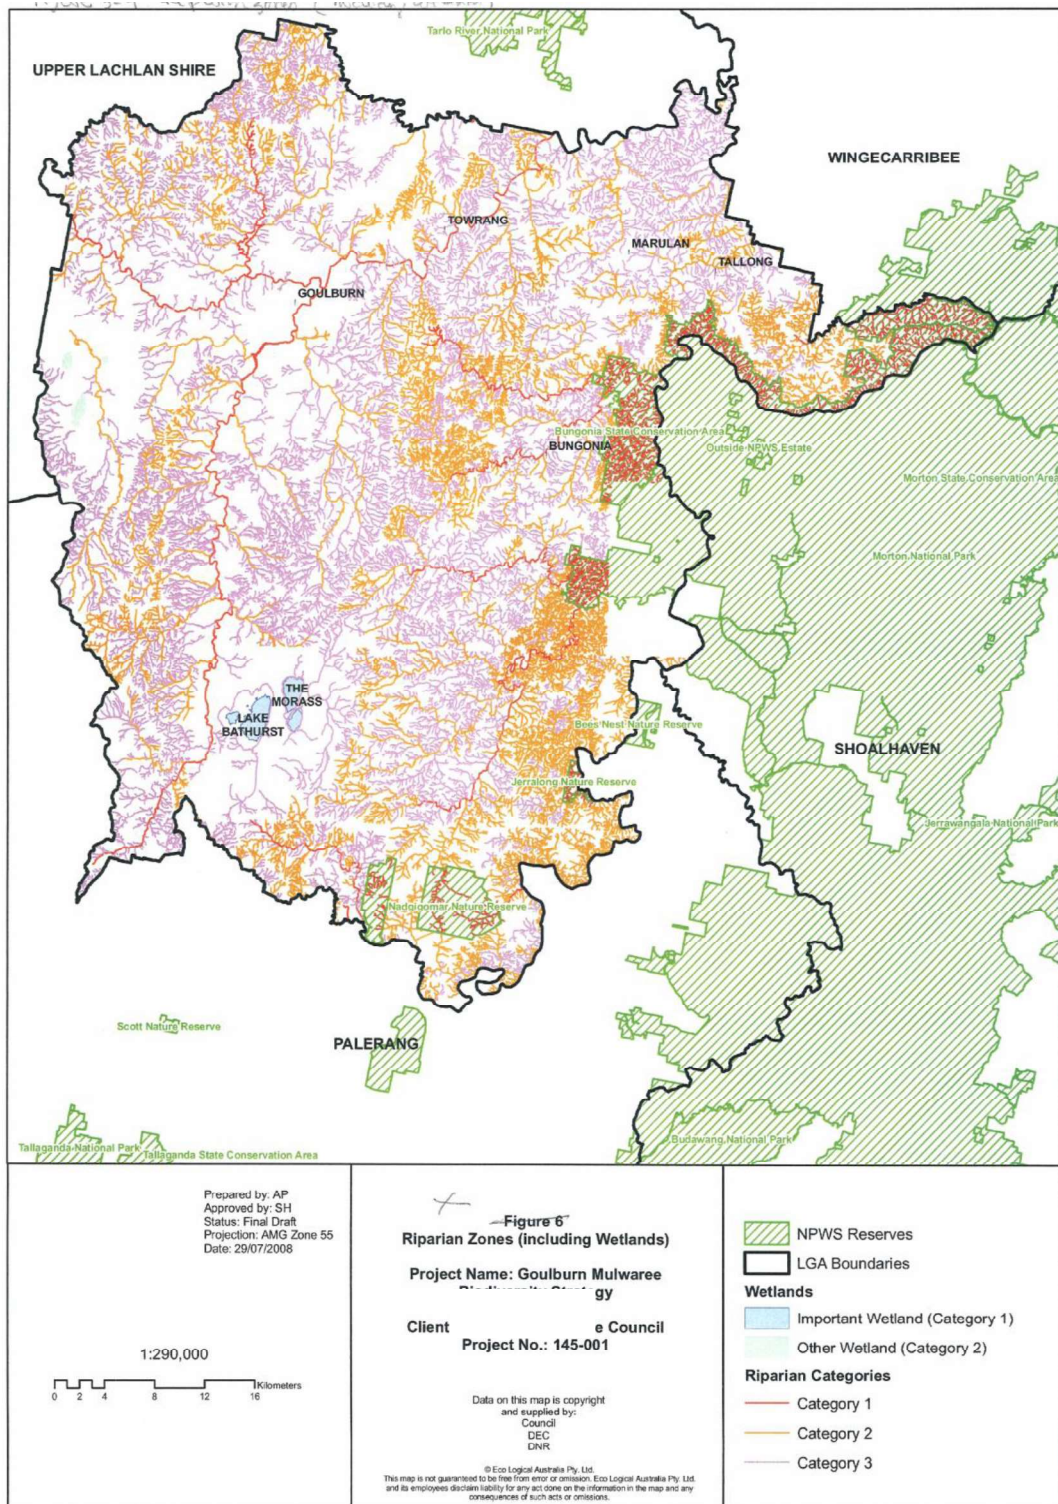 Tarlo River National Park
UPPER LACHLAN SHIRE
WINGECARRIBEE
TOWRANG
MARULAN
TALLONG
GOULBURN
Bungonia State Conservation Area
BUNGONIA
Outside NPWS Estate
Morton State Conservation Area
Morton National Park
THE
MORASS
LAKE
BATHURST
Bees Nest Nature Reserve
SHOALHAVEN
Jerralong Nature Reserve
Jerrawangala National Park
Nadgigomar Nature Reserve
Scott Nature Reserve
PALERANG
Tallaganda National Park
Tallaganda State Conservation Area
Budawang National Park
Prepared by: AP
Approved by: SH
Status: Final Draft
Projection: AMG Zone 55
Date: 29/07/2008
1:290,000
Kilometers
0 2 4 8 12 16
Figure 6
Riparian Zones (including Wetlands)
Project Name: Goulburn Mulwaree
gy
Client e Council
Project No.: 145-001
Data on this map is copyright
and supplied by:
Council
DEC
DNR
© Eco Logical Australia Pty. Ltd.
This map is not guaranteed to be free from error or omission. Eco Logical Australia Pty. Ltd.
and its employees disclaim liability for any act done on the information in the map and any
consequences of such acts or omissions.
NPWS Reserves
LGA Boundaries
Wetlands
Important Wetland (Category 1)
Other Wetland (Category 2)
Riparian Categories
Category 1
Category 2
Category 3